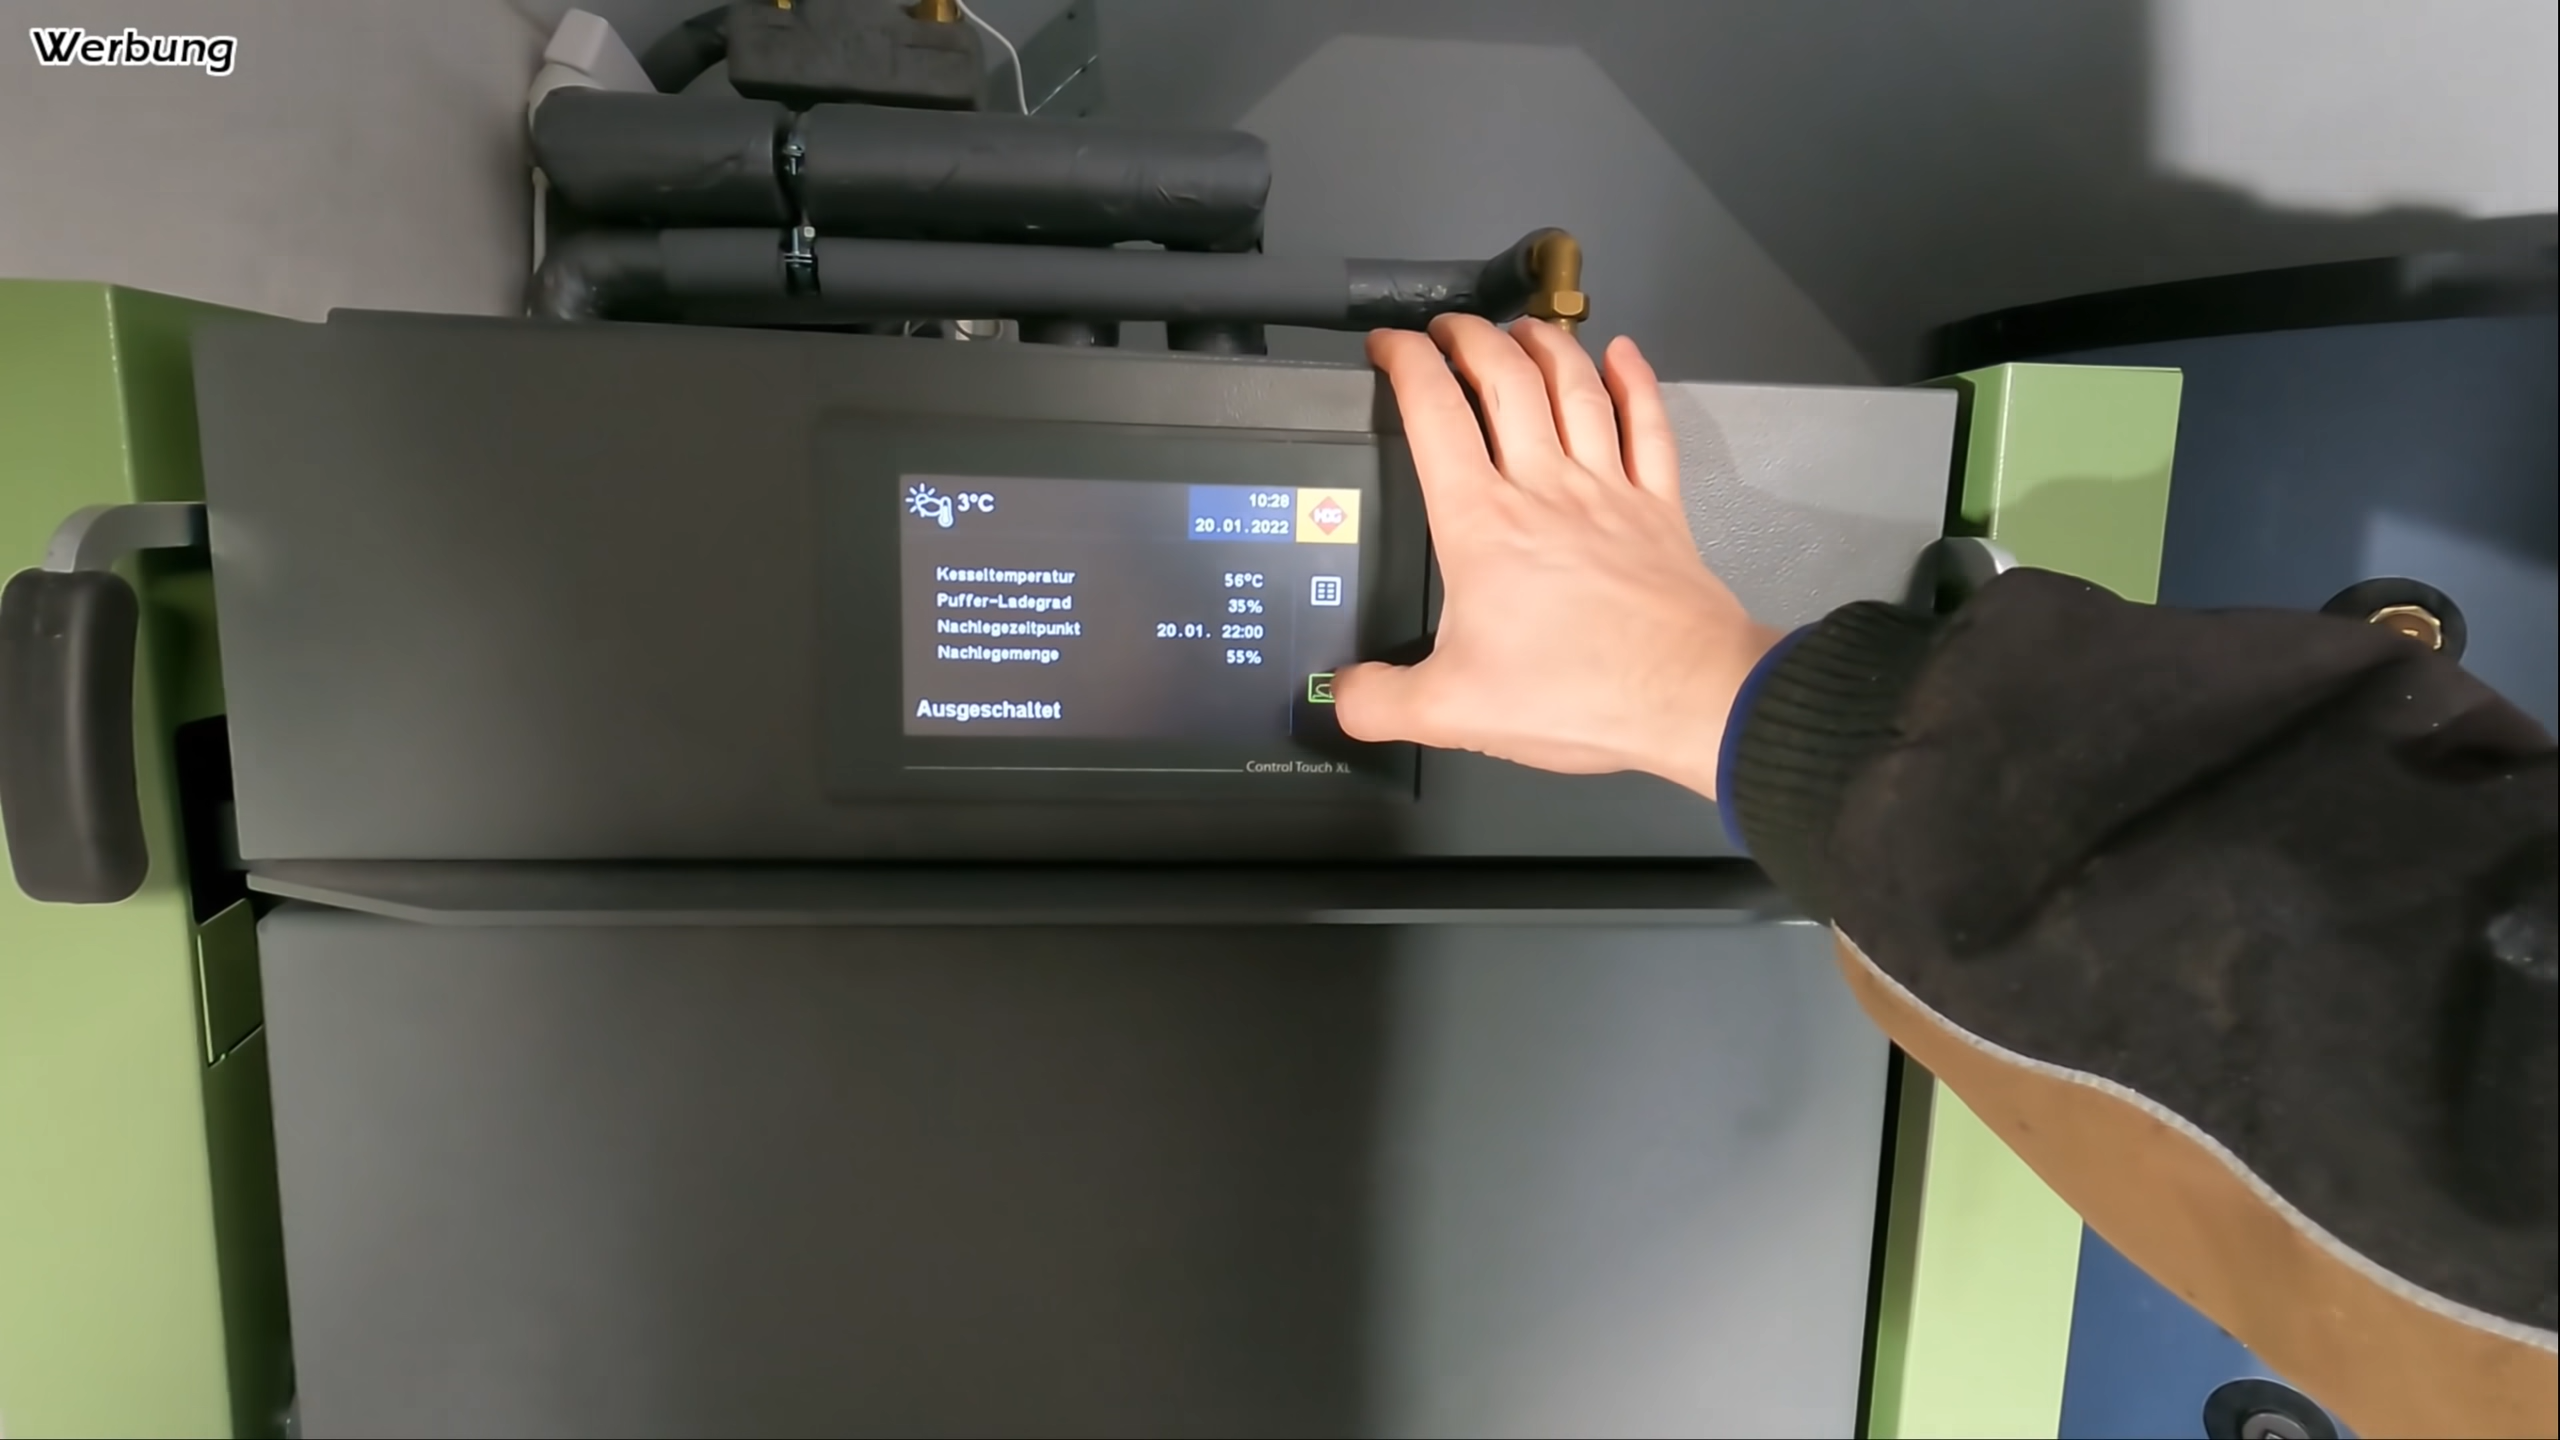 Werbung
3°C
10:28
20.01.2022
HDG
Kesseltemperatur 56°C
Puffer-Ladegrad 35%
Nachlegezeitpunkt 20.01. 22:00
Nachlegemenge 55%
Ausgeschaltet
Control Touch XL